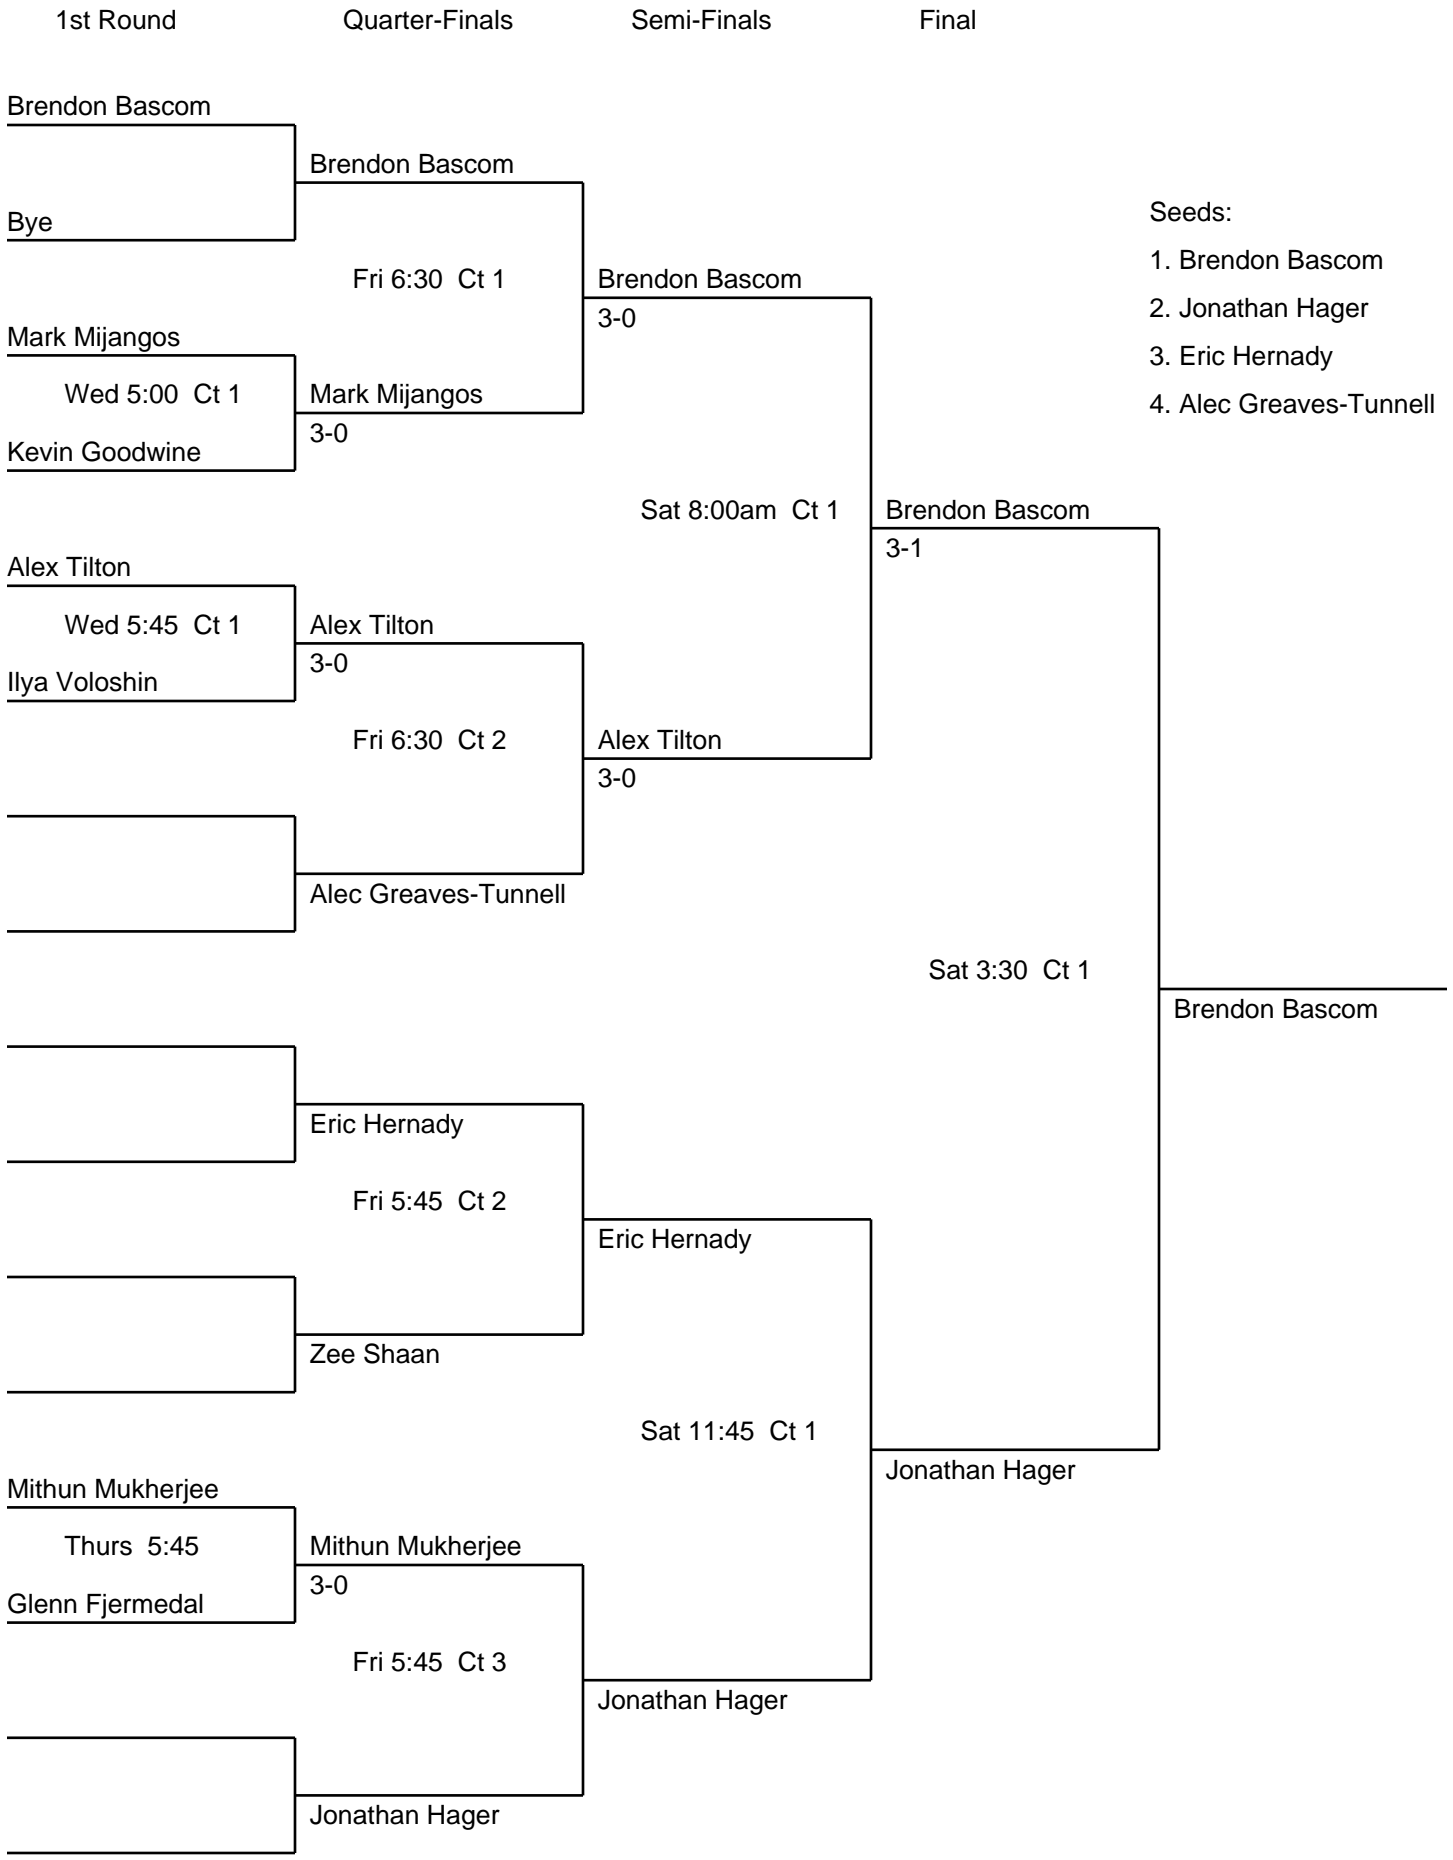 1st Round
Quarter-Finals
Semi-Finals
Final
Brendon Bascom
Brendon Bascom
Bye
Seeds:
1. Brendon Bascom
Fri 6:30 Ct 1
Brendon Bascom
3-0
2. Jonathan Hager
Mark Mijangos
3. Eric Hernady
Wed 5:00 Ct 1
Mark Mijangos
3-0
4. Alec Greaves-Tunnell
Kevin Goodwine
Sat 8:00am Ct 1
Brendon Bascom
3-1
Alex Tilton
Wed 5:45 Ct 1
Alex Tilton
3-0
Ilya Voloshin
Fri 6:30 Ct 2
Alex Tilton
3-0
Alec Greaves-Tunnell
Sat 3:30 Ct 1
Brendon Bascom
Eric Hernady
Fri 5:45 Ct 2
Eric Hernady
Zee Shaan
Sat 11:45 Ct 1
Jonathan Hager
Mithun Mukherjee
Thurs 5:45
Mithun Mukherjee
3-0
Glenn Fjermedal
Fri 5:45 Ct 3
Jonathan Hager
Jonathan Hager